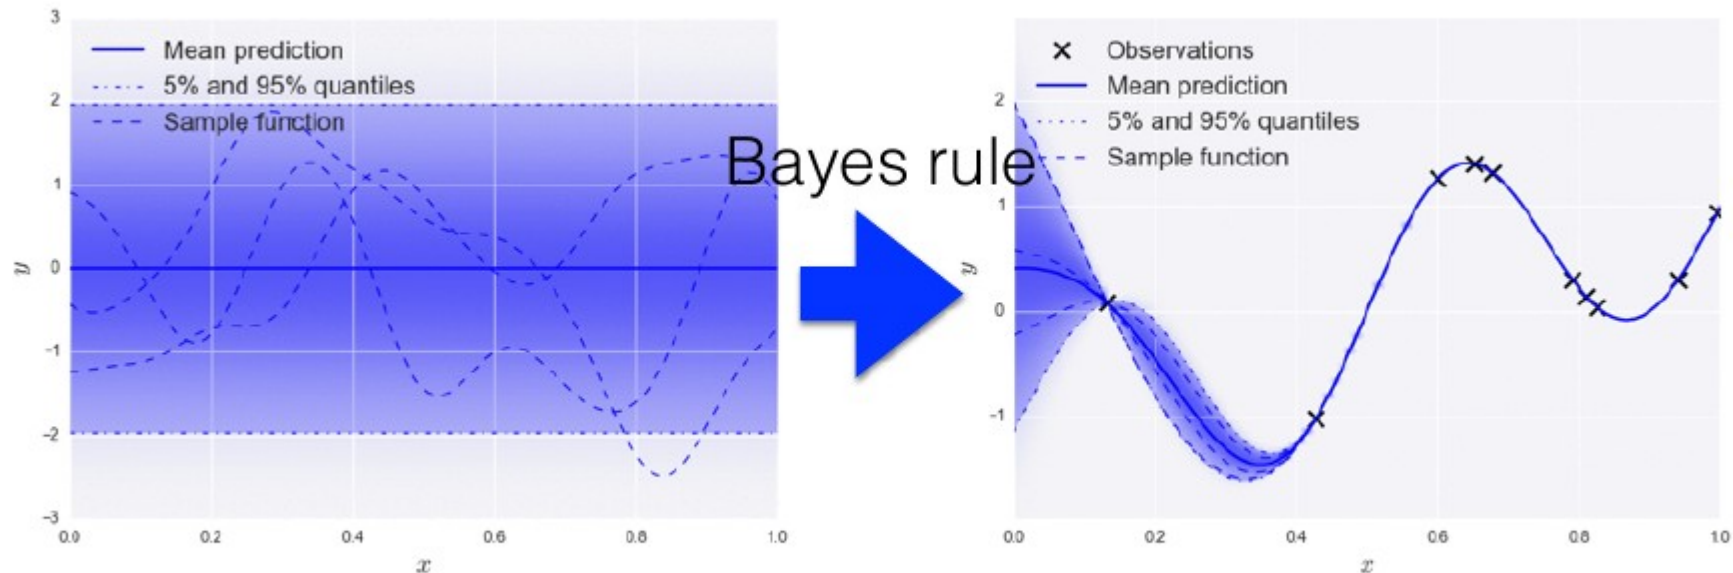 3
2
1
0
−1
−2
−3
y
Mean prediction
5% and 95% quantiles
Sample function
0.0 0.2 0.4 0.6 0.8 1.0
x
Bayes rule
2
1
0
−1
y
Observations
Mean prediction
5% and 95% quantiles
Sample function
0.0 0.2 0.4 0.6 0.8 1.0
x